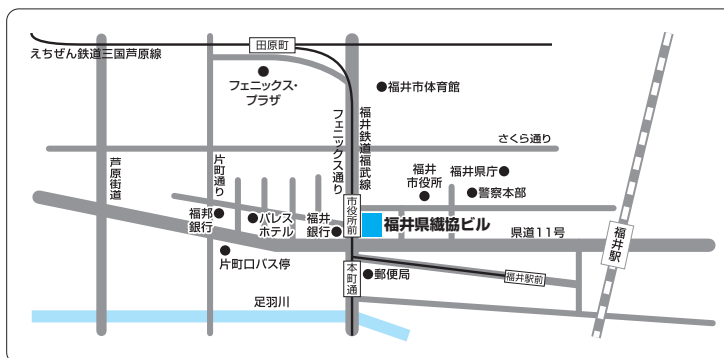 田原町
えちぜん鉄道三国芦原線
フェニックス・
プラザ
福井市体育館
さくら通り
芦原街道
片町通り
フェニックス通り
福井鉄道福武線
福井
市役所
福井県庁
警察本部
福邦
銀行
パレス
ホテル
福井
銀行
市役所前
福井県繊協ビル
県道11号
福井駅
片町口バス停
本町通
郵便局
福井駅前
足羽川